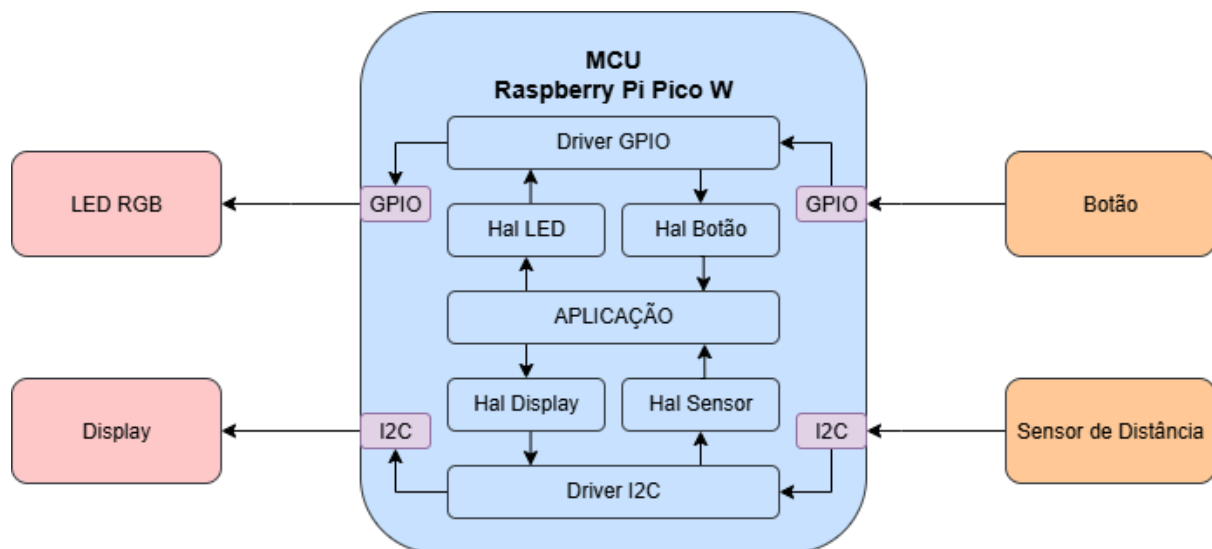 MCU
Raspberry Pi Pico W
Driver GPIO
LED RGB
GPIO
Hal LED
Hal Botão
GPIO
Botão
APLICAÇÃO
Display
I2C
Hal Display
Hal Sensor
I2C
Sensor de Distância
Driver I2C